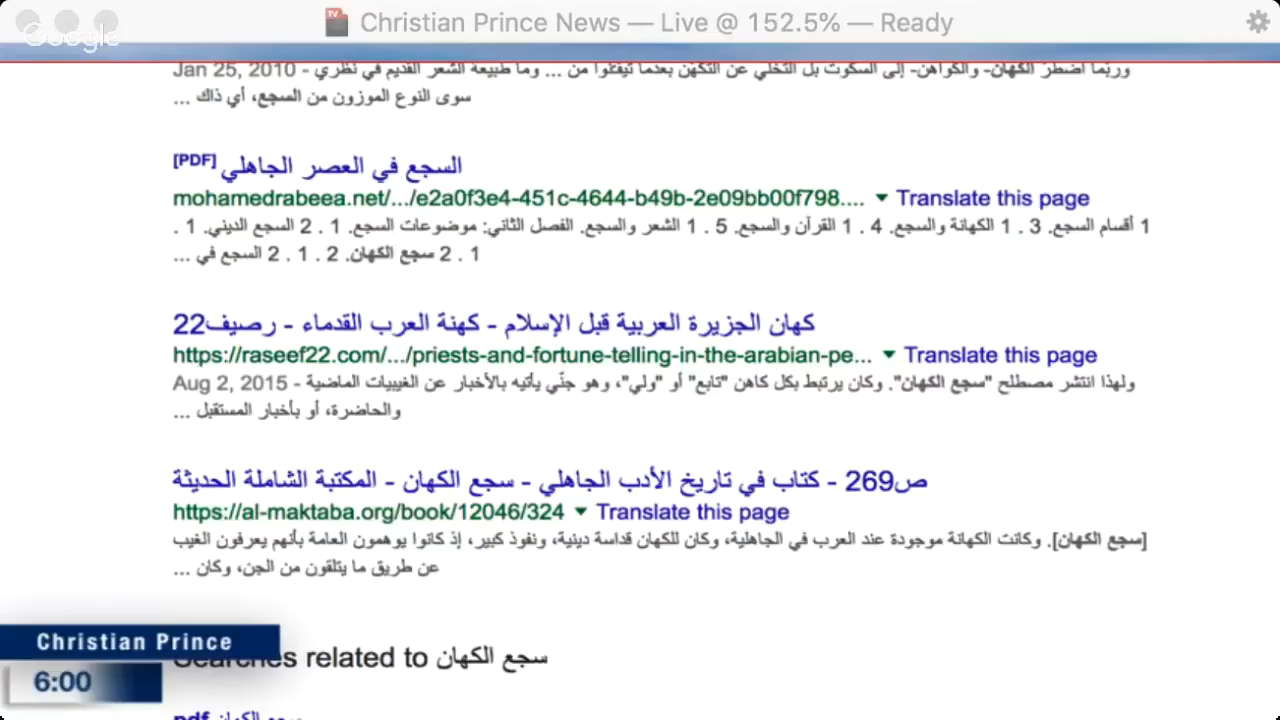 Christian Prince News — Live @ 152.5% — Ready
Google
Jan 25, 2010 - وربما اضطر الكهان- والكواهن- إلى السكوت بل التخلي عن التكهن بعدما تيقنوا من ... وما طبيعة الشعر القديم في نظري
سوى النوع الموزون من السجع، أي ذاك ...
[PDF] السجع في العصر الجاهلي
mohamedrabeea.net/.../e2a0f3e4-451c-4644-b49b-2e09bb00f798.... ▼ Translate this page
1 أقسام السجع. 3 . 1 الكهانة والسجع. 4 . 1 القرآن والسجع. 5 . 1 الشعر والسجع. الفصل الثاني: موضوعات السجع. 1 . 2 السجع الديني. 1 .
1 . 2 سجع الكهان. 2 . 1 . 2 السجع في ...
كهان الجزيرة العربية قبل الإسلام - كهنة العرب القدماء - رصيف22
https://raseef22.com/.../priests-and-fortune-telling-in-the-arabian-pe... ▼ Translate this page
Aug 2, 2015 - ولهذا انتشر مصطلح "سجع الكهان". وكان يرتبط بكل كاهن "تابع" أو "ولي"، وهو جنّي يأتيه بالأخبار عن الغيبيات الماضية
والحاضرة، أو بأخبار المستقبل ...
ص269 - كتاب في تاريخ الأدب الجاهلي - سجع الكهان - المكتبة الشاملة الحديثة
https://al-maktaba.org/book/12046/324 ▼ Translate this page
[سجع الكهان]. وكانت الكهانة موجودة عند العرب في الجاهلية، وكان للكهان قداسة دينية، ونفوذ كبير، إذ كانوا يوهمون العامة بأنهم يعرفون الغيب
عن طريق ما يتلقون من الجن، وكان ...
Christian Prince
Searches related to سجع الكهان
6:00
سجع الكهان pdf